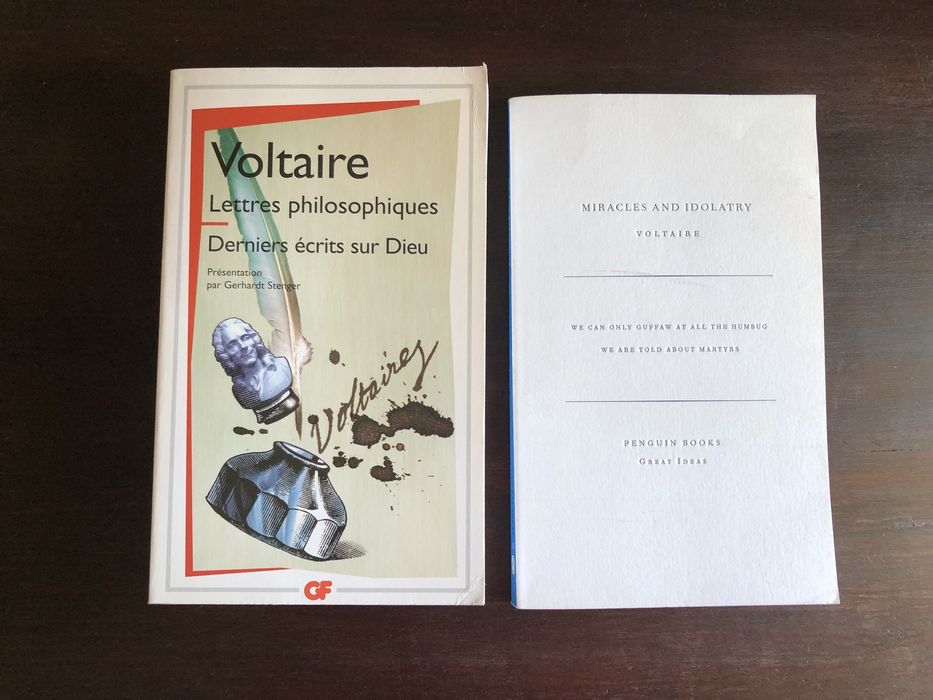 Voltaire
Lettres philosophiques
Derniers écrits sur Dieu
Présentation
par Gerhardt Stenger
Voltaire
GF
MIRACLES AND IDOLATRY
VOLTAIRE
WE CAN ONLY GUFFAW AT ALL THE HUMBUG
WE ARE TOLD ABOUT MARTYRS
PENGUIN BOOKS
GREAT IDEAS